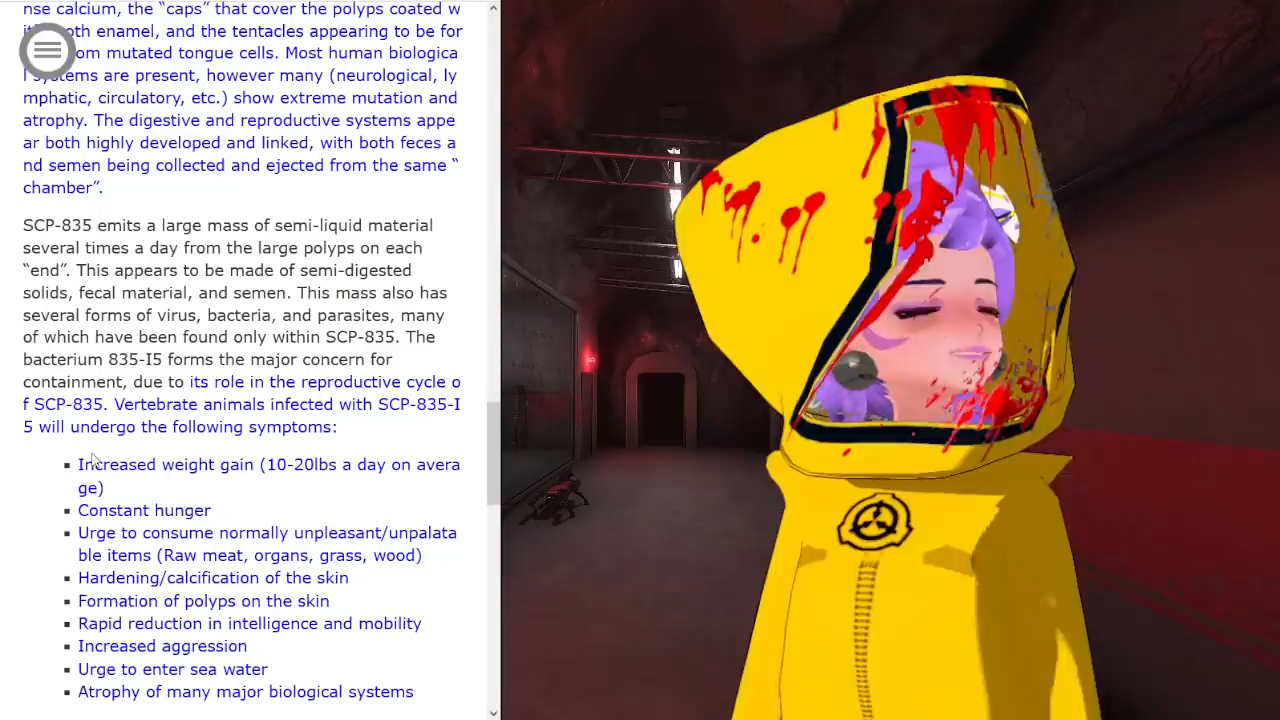 nse calcium, the “caps” that cover the polyps coated w
oth enamel, and the tentacles appearing to be for
om mutated tongue cells. Most human biologica
l systems are present, however many (neurological, ly
mphatic, circulatory, etc.) show extreme mutation and
atrophy. The digestive and reproductive systems appe
ar both highly developed and linked, with both feces a
nd semen being collected and ejected from the same “
chamber”.
SCP-835 emits a large mass of semi-liquid material
several times a day from the large polyps on each
“end”. This appears to be made of semi-digested
solids, fecal material, and semen. This mass also has
several forms of virus, bacteria, and parasites, many
of which have been found only within SCP-835. The
bacterium 835-I5 forms the major concern for
containment, due to its role in the reproductive cycle o
f SCP-835. Vertebrate animals infected with SCP-835-I
5 will undergo the following symptoms:
Increased weight gain (10-20lbs a day on avera
ge)
Constant hunger
Urge to consume normally unpleasant/unpalata
ble items (Raw meat, organs, grass, wood)
Hardening/calcification of the skin
Formation of polyps on the skin
Rapid reduction in intelligence and mobility
Increased aggression
Urge to enter sea water
Atrophy of many major biological systems